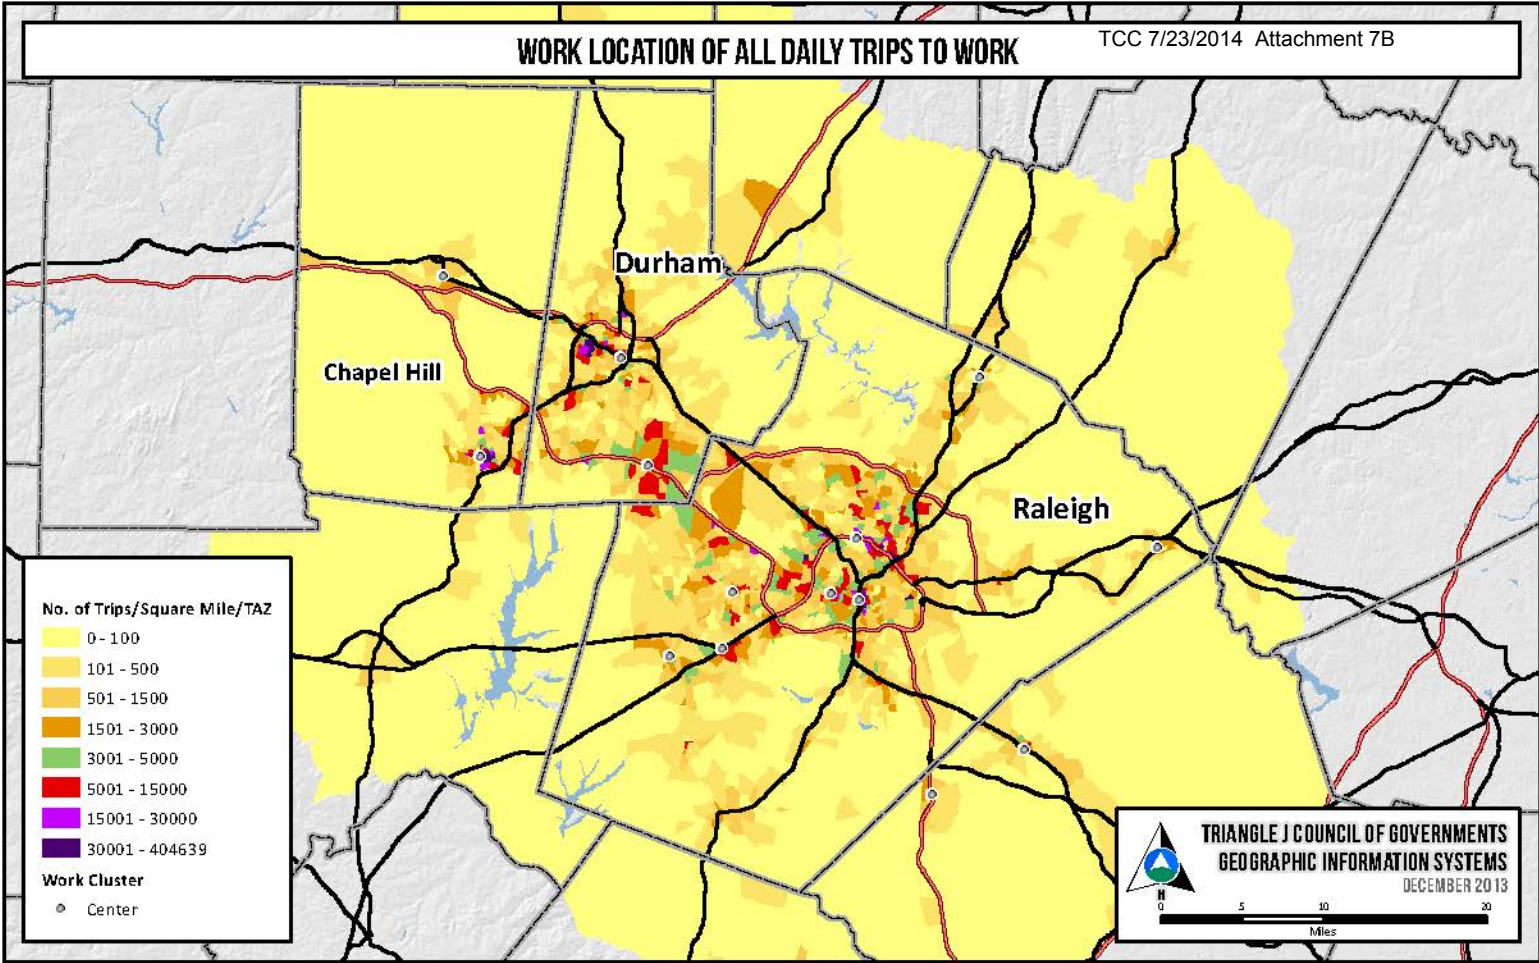 WORK LOCATION OF ALL DAILY TRIPS TO WORK
TCC 7/23/2014 Attachment 7B
Durham
Chapel Hill
Raleigh
No. of Trips/Square Mile/TAZ
0 - 100
101 - 500
501 - 1500
1501 - 3000
3001 - 5000
5001 - 15000
15001 - 30000
30001 - 404639
Work Cluster
Center
TRIANGLE J COUNCIL OF GOVERNMENTS
GEOGRAPHIC INFORMATION SYSTEMS
DECEMBER 2013
N
0 5 10 20
Miles